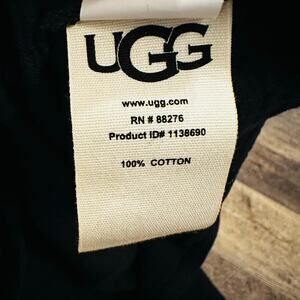 UGG
www.ugg.com
RN # 88276
Product ID# 1138690
100% COTTON